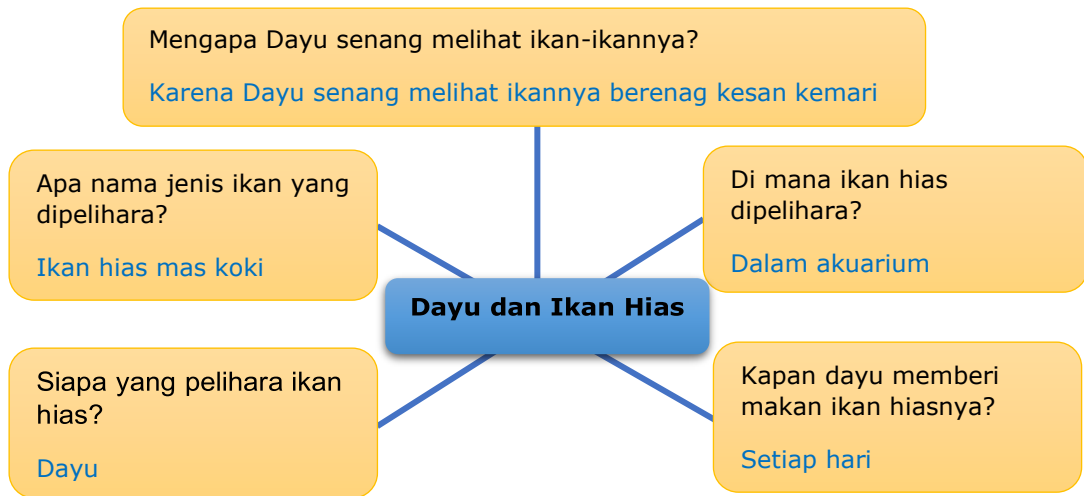 Mengapa Dayu senang melihat ikan-ikannya?
Karena Dayu senang melihat ikannya berenag kesan kemari
Apa nama jenis ikan yang
dipelihara?
Ikan hias mas koki
Di mana ikan hias
dipelihara?
Dalam akuarium
Dayu dan Ikan Hias
Siapa yang pelihara ikan
hias?
Dayu
Kapan dayu memberi
makan ikan hiasnya?
Setiap hari